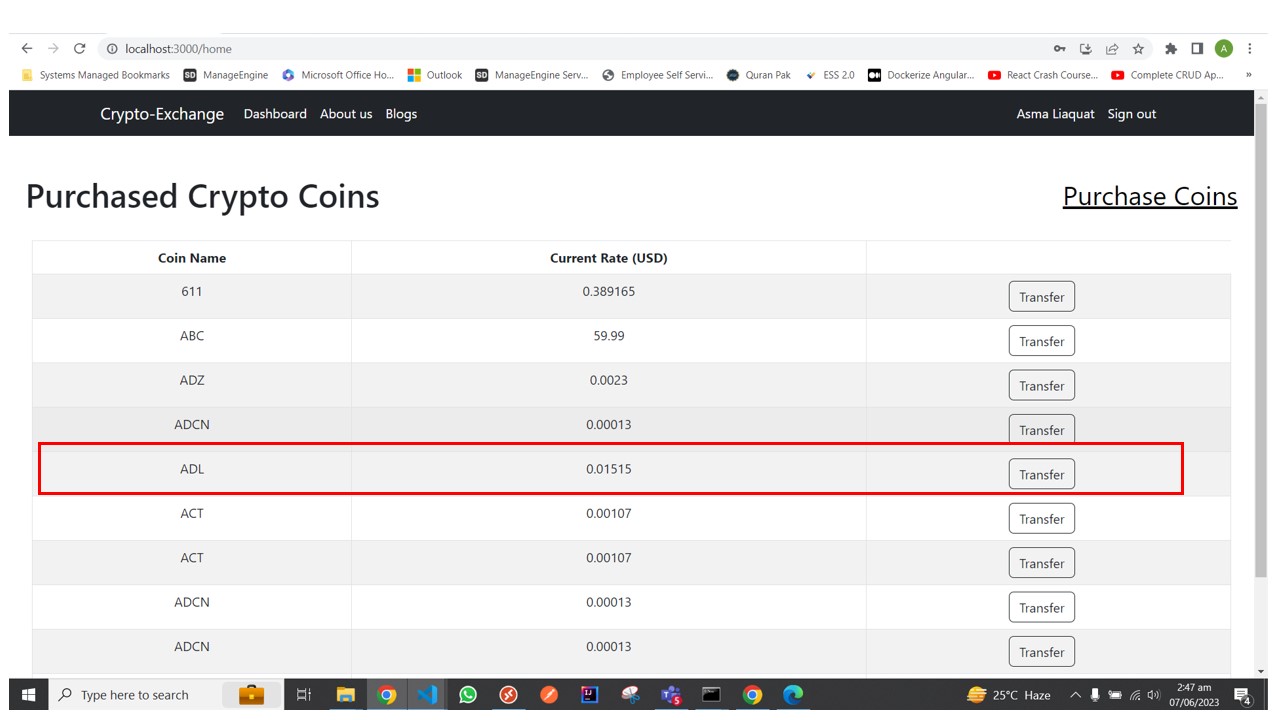 localhost:3000/home
A
Systems Managed Bookmarks SD ManageEngine Microsoft Office Ho... Outlook SD ManageEngine Serv... Employee Self Servi... Quran Pak ESS 2.0 Dockerize Angular... React Crash Course... Complete CRUD Ap... »
Crypto-Exchange Dashboard About us Blogs Asma Liaquat Sign out
Purchased Crypto Coins Purchase Coins
Coin Name Current Rate (USD)
611 0.389165 Transfer
ABC 59.99 Transfer
ADZ 0.0023 Transfer
ADCN 0.00013 Transfer
ADL 0.01515 Transfer
ACT 0.00107 Transfer
ACT 0.00107 Transfer
ADCN 0.00013 Transfer
ADCN 0.00013 Transfer
Type here to search IJ 5 25°C Haze 2:47 am 4
07/06/2023